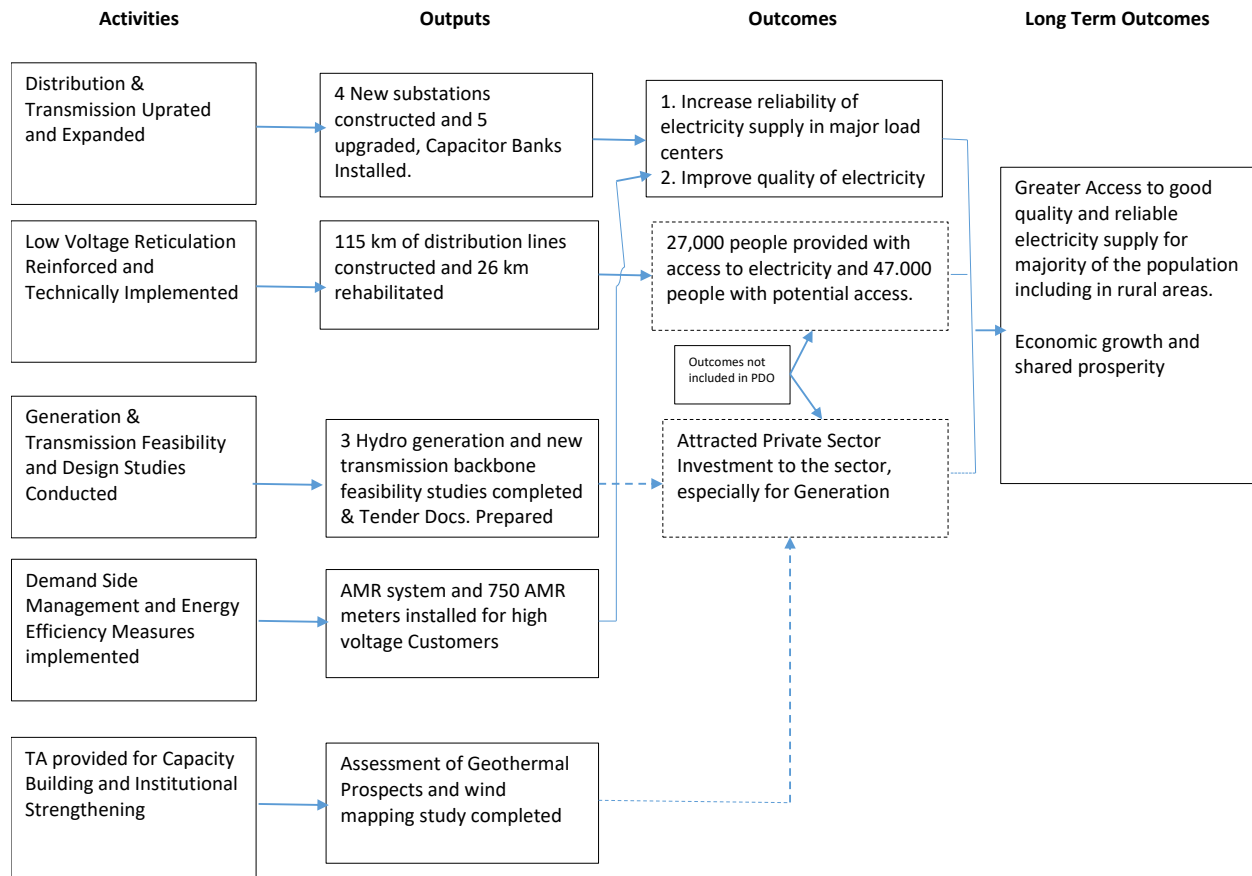 Activities
Outputs
Outcomes
Long Term Outcomes
Distribution &
Transmission Uprated
and Expanded
4 New substations
constructed and 5
upgraded, Capacitor Banks
Installed.
1. Increase reliability of
electricity supply in major load
centers
2. Improve quality of electricity
Low Voltage Reticulation
Reinforced and
Technically Implemented
115 km of distribution lines
constructed and 26 km
rehabilitated
27,000 people provided with
access to electricity and 47.000
people with potential access.
Greater Access to good
quality and reliable
electricity supply for
majority of the population
including in rural areas.
Economic growth and
shared prosperity
Outcomes not
included in PDO
Generation &
Transmission Feasibility
and Design Studies
Conducted
3 Hydro generation and new
transmission backbone
feasibility studies completed
& Tender Docs. Prepared
Attracted Private Sector
Investment to the sector,
especially for Generation
Demand Side
Management and Energy
Efficiency Measures
implemented
AMR system and 750 AMR
meters installed for high
voltage Customers
TA provided for Capacity
Building and Institutional
Strengthening
Assessment of Geothermal
Prospects and wind
mapping study completed